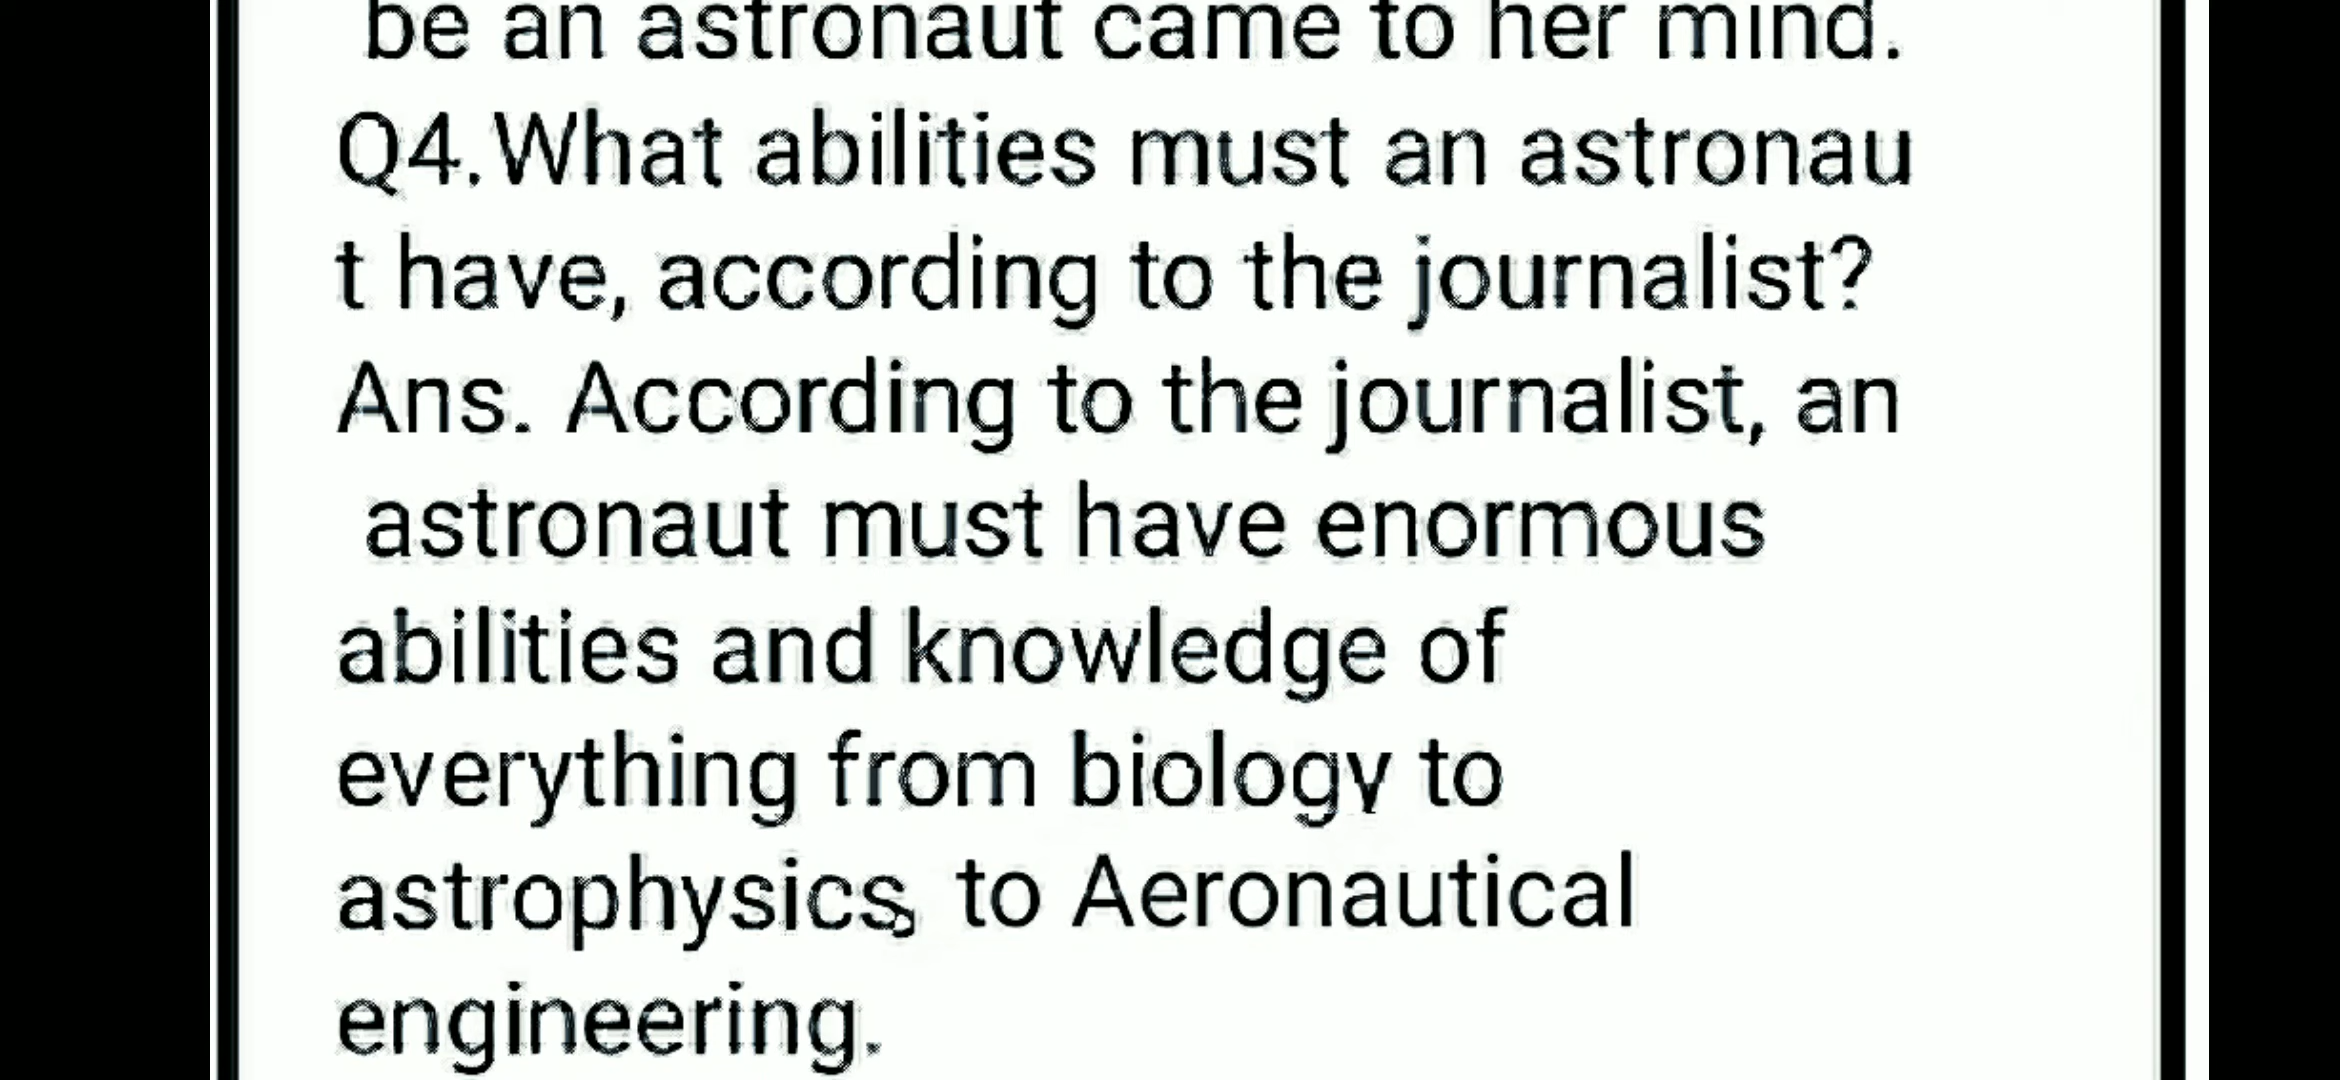 be an astronaut came to her mind.
Q4.What abilities must an astronau
t have, according to the journalist?
Ans. According to the journalist, an
astronaut must have enormous
abilities and knowledge of
everything from biology to
astrophysics, to Aeronautical
engineering.